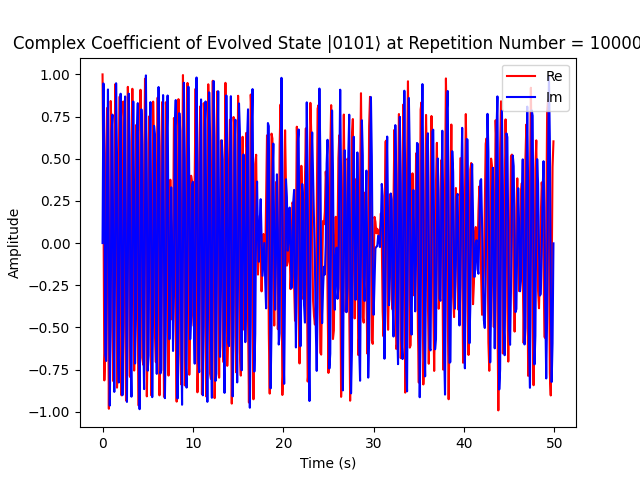 Complex Coefficient of Evolved State |0101⟩ at Repetition Number = 10000
Re
Im
1.00
0.75
0.50
0.25
0.00
−0.25
−0.50
−0.75
−1.00
Amplitude
0 10 20 30 40 50
Time (s)